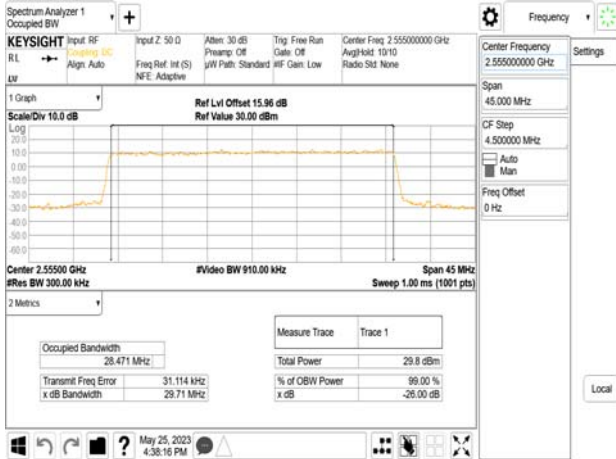 Spectrum Analyzer 1
Occupied BW
KEYSIGHT
RL
Input: RF
Coupling: DC
Align: Auto
Input Z: 50 Ω
Freq Ref: Int (S)
NFE: Adaptive
Atten: 30 dB
Preamp: Off
µW Path: Standard
Trig: Free Run
Gate: Off
#IF Gain: Low
Center Freq: 2.555000000 GHz
Avg|Hold: 10/10
Radio Std: None
1 Graph
Scale/Div 10.0 dB
Ref Lvl Offset 15.96 dB
Ref Value 30.00 dBm
Log
20.0
10.0
0.00
-10.0
-20.0
-30.0
-40.0
-50.0
-60.0
Center 2.55500 GHz
#Res BW 300.00 kHz
#Video BW 910.00 kHz
Span 45 MHz
Sweep 1.00 ms (1001 pts)
2 Metrics
Measure Trace Trace 1
Occupied Bandwidth
28.471 MHz
Total Power 29.8 dBm
Transmit Freq Error 31.114 kHz
% of OBW Power 99.00 %
x dB Bandwidth 29.71 MHz
x dB -26.00 dB
May 25, 2023
4:38:16 PM
Frequency
Settings
Center Frequency
2.555000000 GHz
Span
45.000 MHz
CF Step
4.500000 MHz
Auto
Man
Freq Offset
0 Hz
Local